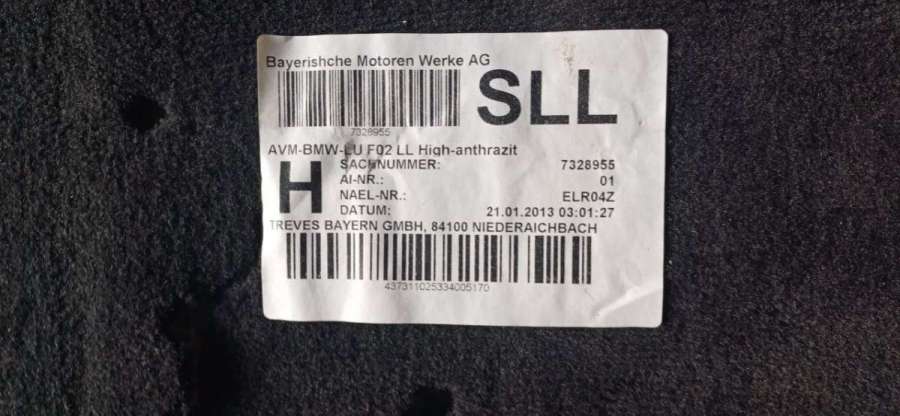 Bayerishche Motoren Werke AG
SLL
7328955
AVM-BMW-LU F02 LL High-anthrazit
H
SACHNUMMER: 7328955
AI-NR.: 01
NAEL-NR.: ELR04Z
DATUM: 21.01.2013 03:01:27
TREVES BAYERN GMBH, 84100 NIEDERAICHBACH
437311025334005170